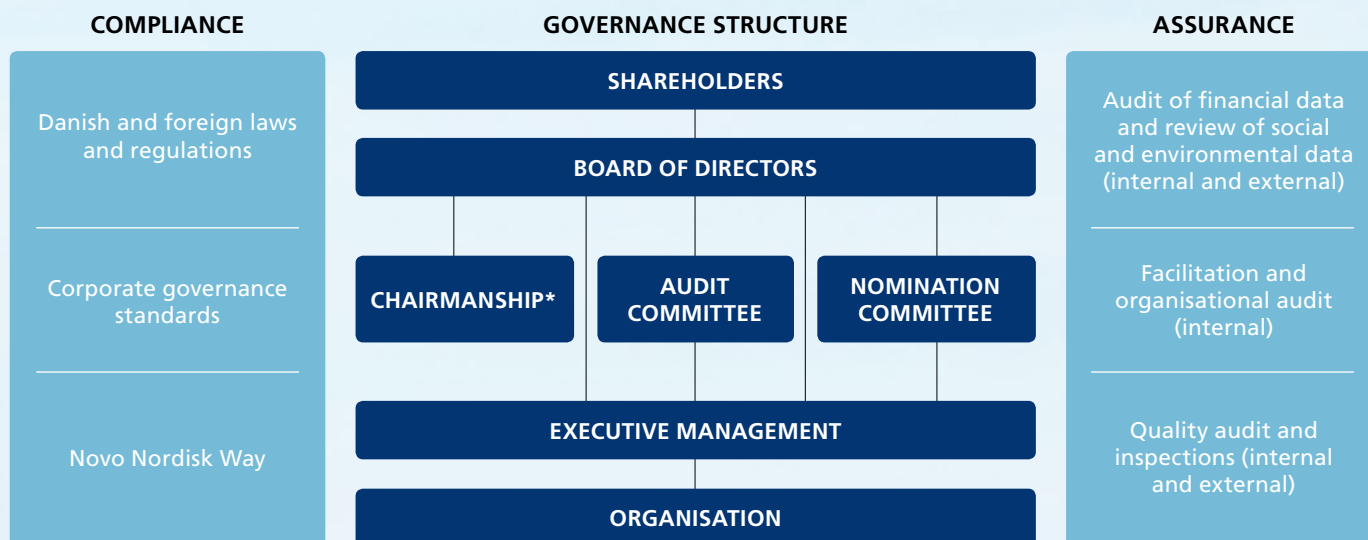 COMPLIANCE
Danish and foreign laws
and regulations
Corporate governance
standards
Novo Nordisk Way
GOVERNANCE STRUCTURE
SHAREHOLDERS
BOARD OF DIRECTORS
CHAIRMANSHIP*
AUDIT
COMMITTEE
NOMINATION
COMMITTEE
EXECUTIVE MANAGEMENT
ORGANISATION
ASSURANCE
Audit of financial data
and review of social
and environmental data
(internal and external)
Facilitation and
organisational audit
(internal)
Quality audit and
inspections (internal
and external)